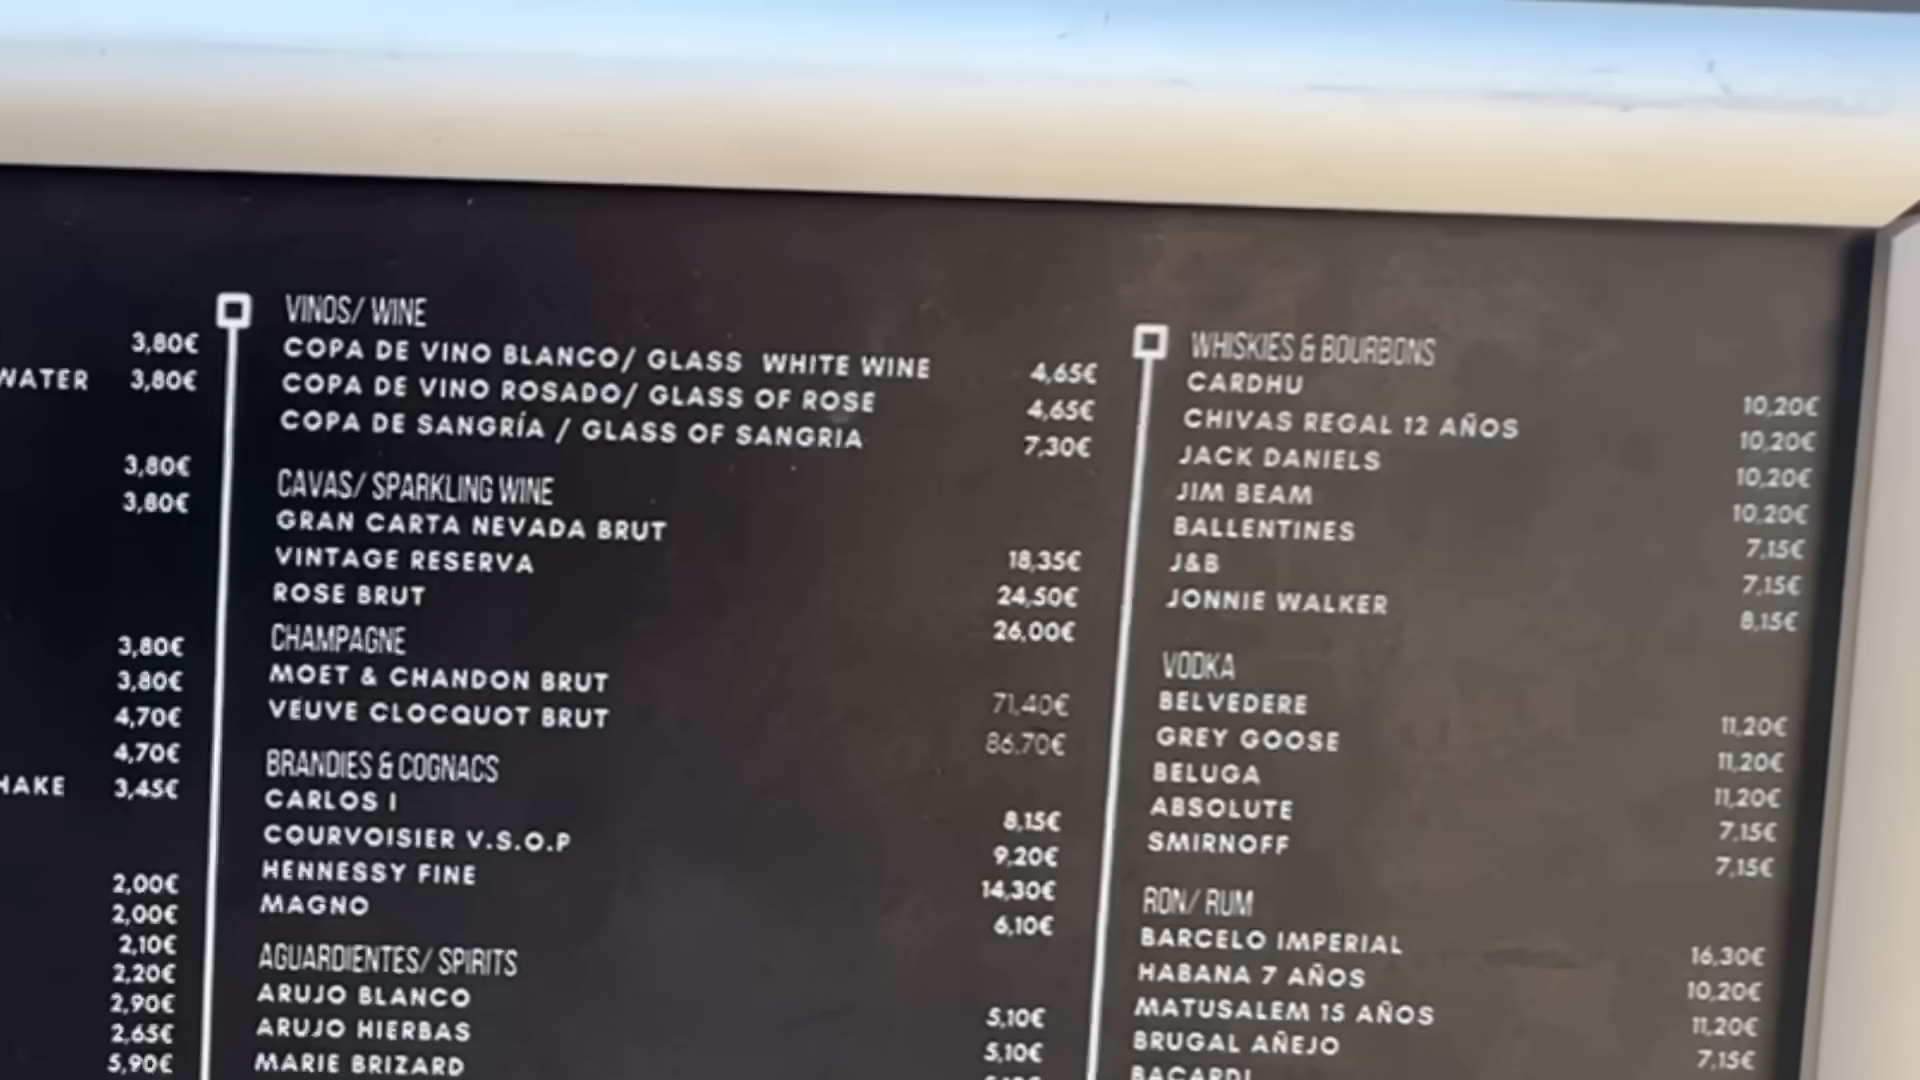 3,80€
WATER 3,80€
3,80€
3,80€
3,80€
3,80€
4,70€
4,70€
HAKE 3,45€
2,00€
2,00€
2,10€
2,20€
2,90€
2,65€
5,90€
VINOS/ WINE
COPA DE VINO BLANCO/ GLASS WHITE WINE 4,65€
COPA DE VINO ROSADO/ GLASS OF ROSE 4,65€
COPA DE SANGRÍA / GLASS OF SANGRIA 7,30€
CAVAS/ SPARKLING WINE
GRAN CARTA NEVADA BRUT 18,35€
VINTAGE RESERVA 24,50€
ROSE BRUT 26,00€
CHAMPAGNE
MOET & CHANDON BRUT 71,40€
VEUVE CLOCQUOT BRUT 86,70€
BRANDIES & COGNACS
CARLOS I 8,15€
COURVOISIER V.S.O.P 9,20€
HENNESSY FINE 14,30€
MAGNO 6,10€
AGUARDIENTES/ SPIRITS
ARUJO BLANCO 5,10€
ARUJO HIERBAS 5,10€
MARIE BRIZARD
WHISKIES & BOURBONS
CARDHU 10,20€
CHIVAS REGAL 12 AÑOS 10,20€
JACK DANIELS 10,20€
JIM BEAM 10,20€
BALLENTINES 7,15€
J&B 7,15€
JONNIE WALKER 8,15€
VODKA
BELVEDERE 11,20€
GREY GOOSE 11,20€
BELUGA 11,20€
ABSOLUTE 7,15€
SMIRNOFF 7,15€
RON/ RUM
BARCELO IMPERIAL 16,30€
HABANA 7 AÑOS 10,20€
MATUSALEM 15 AÑOS 11,20€
BRUGAL AÑEJO 7,15€
BACARDI